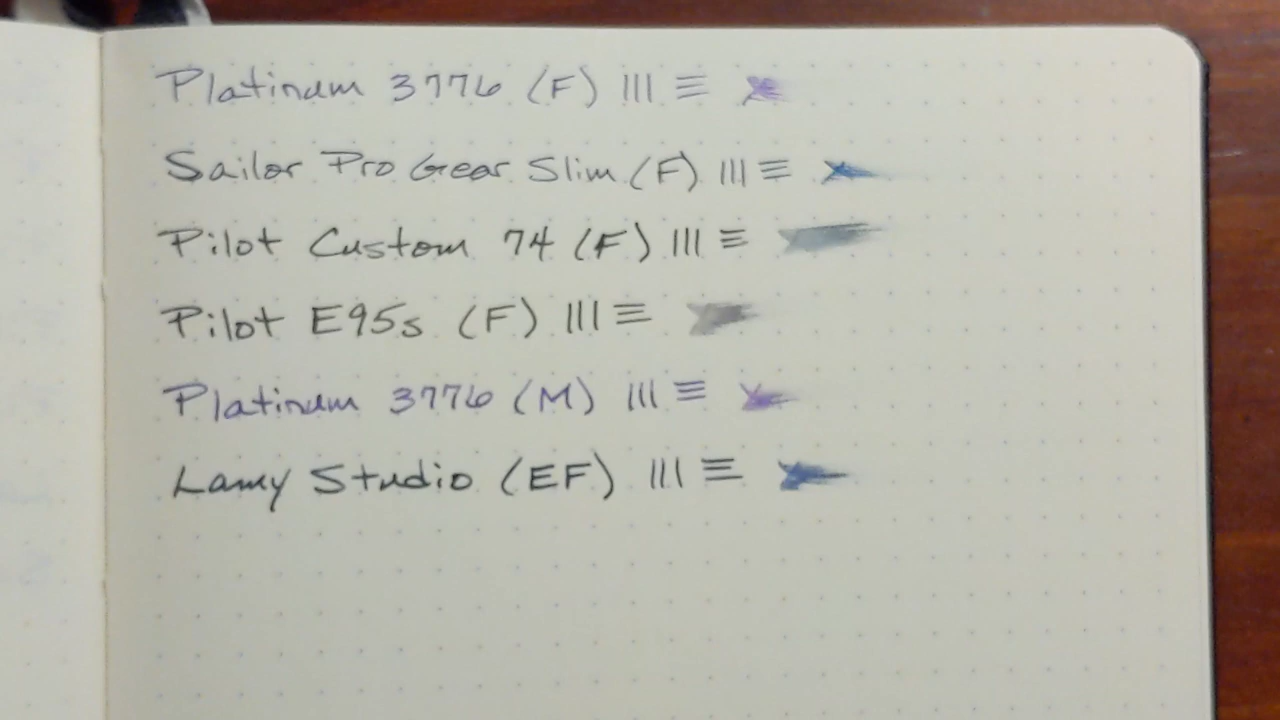 Platinum 3776 (F)
Sailor Pro Gear Slim (F)
Pilot Custom 74 (F)
Pilot E95s (F)
Platinum 3776 (M)
Lamy Studio (EF)